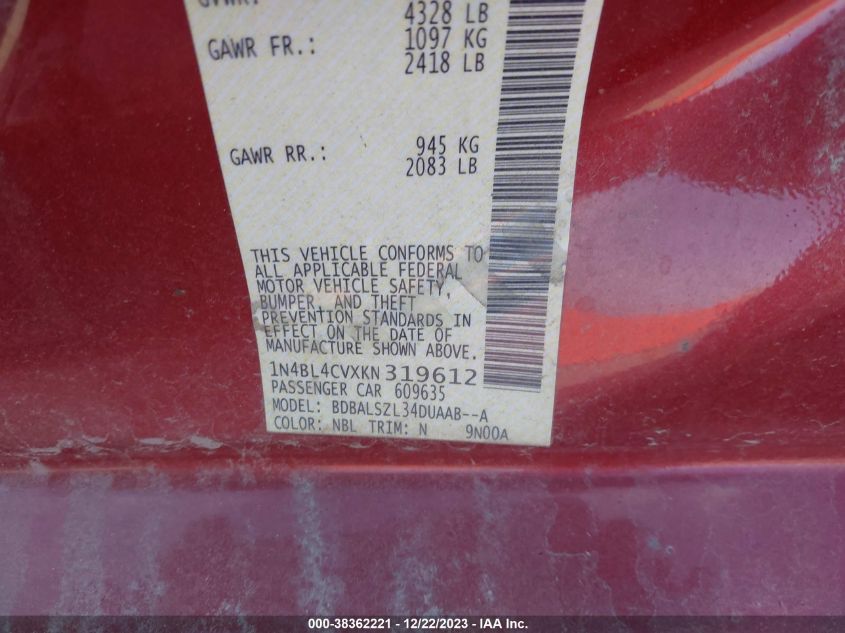 GVWR:
4328 LB
GAWR FR.: 1097 KG
2418 LB
GAWR RR.: 945 KG
2083 LB
THIS VEHICLE CONFORMS TO
ALL APPLICABLE FEDERAL
MOTOR VEHICLE SAFETY,
BUMPER, AND THEFT
PREVENTION STANDARDS IN
EFFECT ON THE DATE OF
MANUFACTURE SHOWN ABOVE.
1N4BL4CVXKN319612
PASSENGER CAR 609635
MODEL: BDBALSZL34DUAAB--A
COLOR: NBL TRIM: N 9N00A
000-38362221 - 12/22/2023 - IAA Inc.